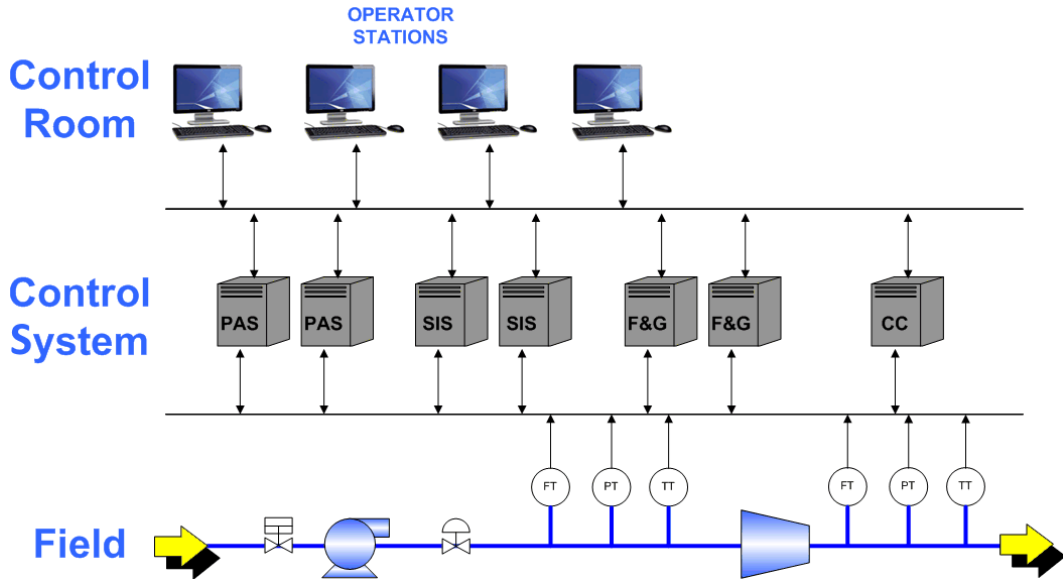 OPERATOR
STATIONS
Control
Room
Control
System
PAS
PAS
SIS
SIS
F&G
F&G
CC
FT
PT
TT
FT
PT
TT
Field